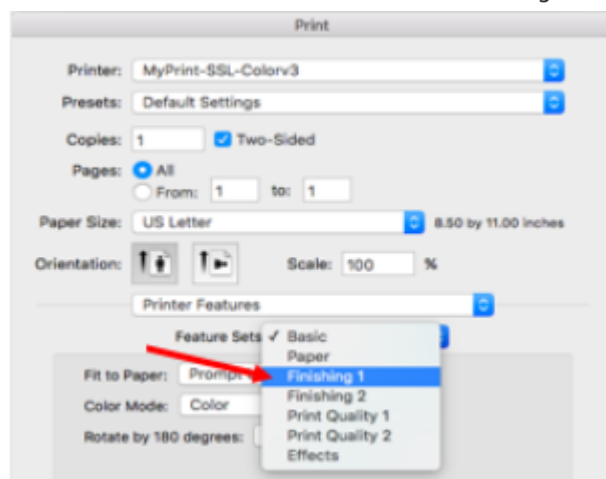 Print
Printer: MyPrint-SSL-Colorv3
Presets: Default Settings
Copies: 1 Two-Sided
Pages: All
From: 1 to: 1
Paper Size: US Letter 8.50 by 11.00 inches
Orientation: Scale: 100 %
Printer Features
Feature Sets ✓ Basic
Paper
Fit to Paper: Prompt Finishing 1
Finishing 2
Color Mode: Color Print Quality 1
Rotate by 180 degrees: Print Quality 2
Effects